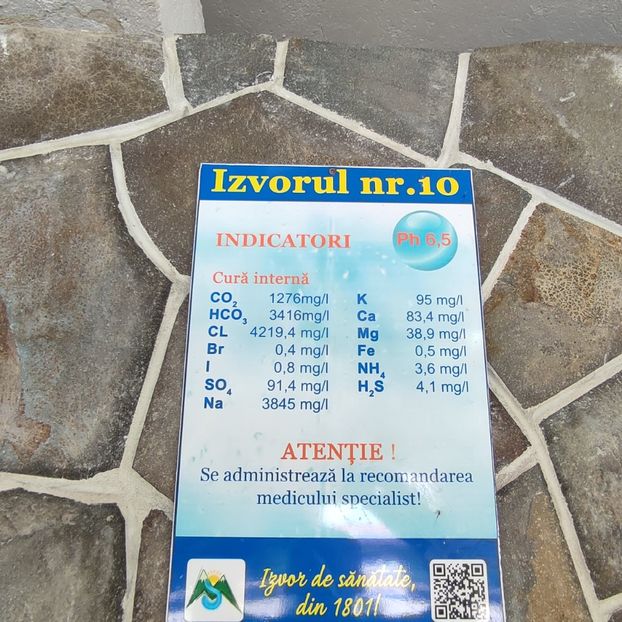 Izvorul nr.10
INDICATORI
Ph 6,5
Cură internă
CO2 1276mg/l K 95 mg/l
HCO3 3416mg/l Ca 83,4 mg/l
CL 4219,4 mg/l Mg 38,9 mg/l
Br 0,4 mg/l Fe 0,5 mg/l
I 0,8 mg/l NH4 3,6 mg/l
SO4 91,4 mg/l H2S 4,1 mg/l
Na 3845 mg/l
ATENȚIE !
Se administrează la recomandarea
medicului specialist!
Izvor de sănătate,
din 1801!